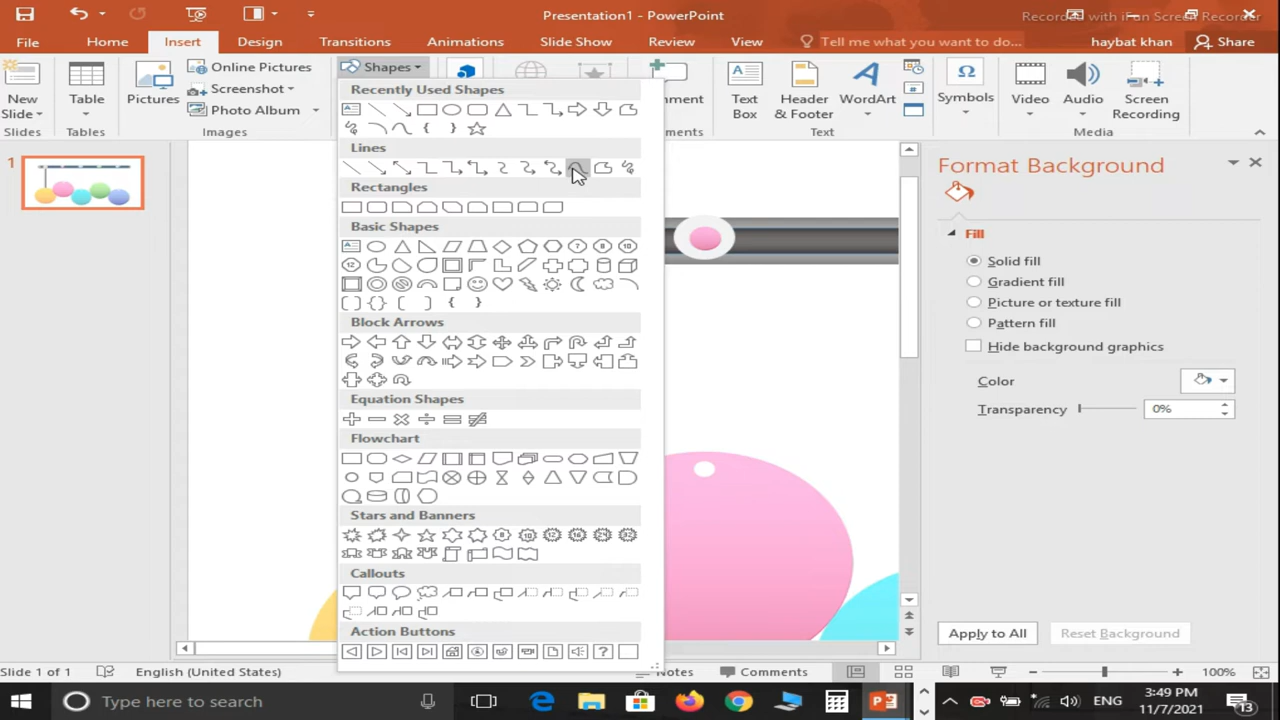 Presentation1 - PowerPoint
Recorded with iFun Screen Recorder
File Home Insert Design Transitions Animations Slide Show Review View Tell me what you want to do... haybat khan Share
New Slide
Slides
Table
Tables
Pictures
Online Pictures
Screenshot
Photo Album
Images
Shapes
Text Box
Header & Footer
WordArt
Text
Symbols
Video
Audio
Screen Recording
Media
Recently Used Shapes
Lines
Rectangles
Basic Shapes
Block Arrows
Equation Shapes
Flowchart
Stars and Banners
Callouts
Action Buttons
1
Format Background
Fill
Solid fill
Gradient fill
Picture or texture fill
Pattern fill
Hide background graphics
Color
Transparency 0%
Apply to All Reset Background
Slide 1 of 1 English (United States) Notes Comments 100%
Type here to search
ENG
3:49 PM
11/7/2021
13